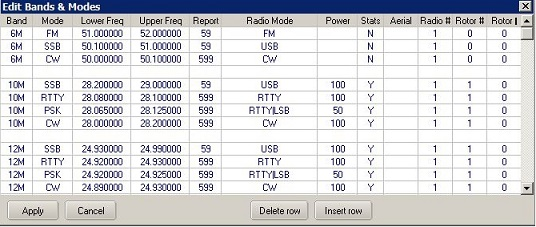 Edit Bands & Modes
Band Mode Lower Freq Upper Freq Report Radio Mode Power Stats Aerial Radio # Rotor # Rotor
6M FM 51.000000 52.000000 59 FM N 1 0 0
6M SSB 50.100000 51.000000 59 USB N 1 0 0
6M CW 50.000000 50.100000 599 CW N 1 0 0
10M SSB 28.200000 29.000000 59 USB 100 Y 1 1 0
10M RTTY 28.080000 28.100000 599 RTTY 100 Y 1 1 0
10M PSK 28.065000 28.125000 599 RTTY|LSB 50 Y 1 1 0
10M CW 28.000000 28.200000 599 CW 100 Y 1 1 0
12M SSB 24.930000 24.990000 59 USB 100 Y 1 1 0
12M RTTY 24.920000 24.930000 599 RTTY 100 Y 1 1 0
12M PSK 24.920000 24.925000 599 RTTY|LSB 50 Y 1 1 0
12M CW 24.890000 24.930000 599 CW 100 Y 1 1 0
Apply Cancel Delete row Insert row